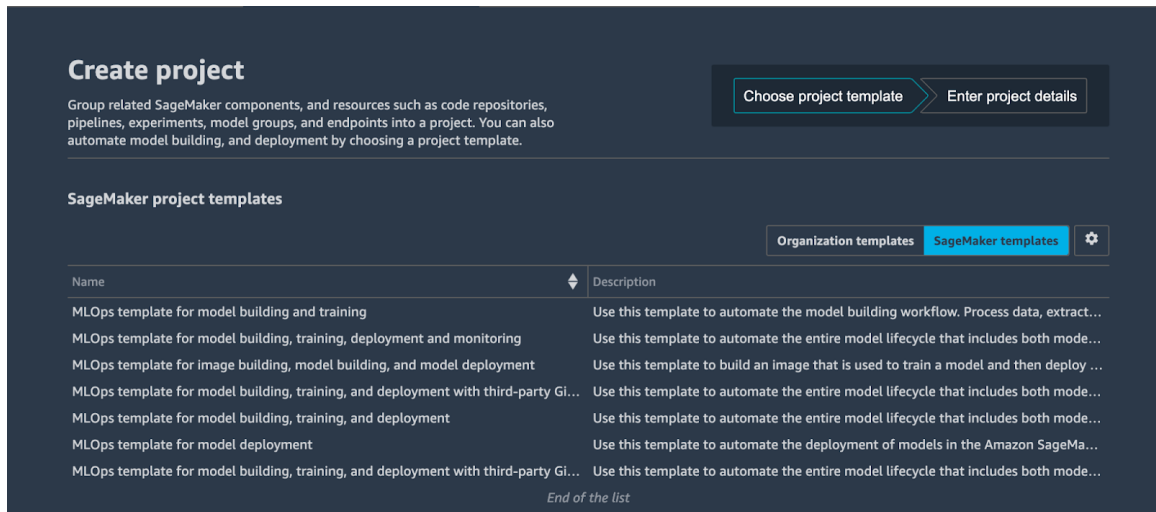 Create project
Group related SageMaker components, and resources such as code repositories,
pipelines, experiments, model groups, and endpoints into a project. You can also
automate model building, and deployment by choosing a project template.
Choose project template
Enter project details
SageMaker project templates
Organization templates
SageMaker templates
Name
Description
MLOps template for model building and training
Use this template to automate the model building workflow. Process data, extract...
MLOps template for model building, training, deployment and monitoring
Use this template to automate the entire model lifecycle that includes both mode...
MLOps template for image building, model building, and model deployment
Use this template to build an image that is used to train a model and then deploy ...
MLOps template for model building, training, and deployment with third-party Gi...
Use this template to automate the entire model lifecycle that includes both mode...
MLOps template for model building, training, and deployment
Use this template to automate the entire model lifecycle that includes both mode...
MLOps template for model deployment
Use this template to automate the deployment of models in the Amazon SageMa...
MLOps template for model building, training, and deployment with third-party Gi...
Use this template to automate the entire model lifecycle that includes both mode...
End of the list